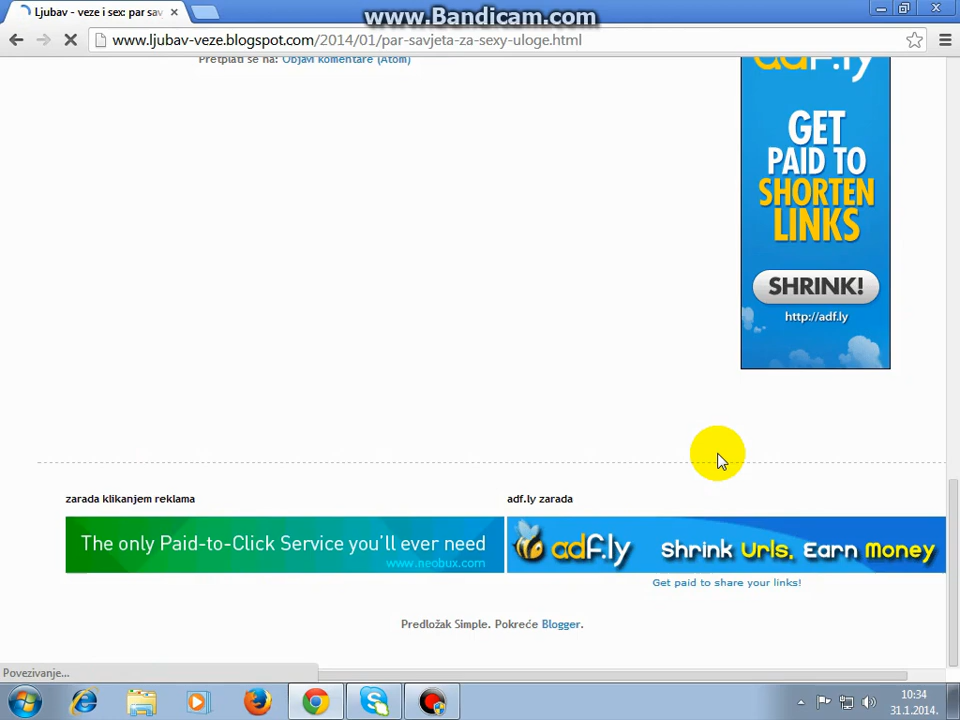 Ljubav - veze i sex: par sav
www.Bandicam.com
www.ljubav-veze.blogspot.com/2014/01/par-savjeta-za-sexy-uloge.html
Pretplati se na: Objavi komentare (Atom)
adf.ly
GET
PAID TO
SHORTEN
LINKS
SHRINK!
http://adf.ly
zarada klikanjem reklama
adf.ly zarada
The only Paid-to-Click Service you'll ever need
www.neobux.com
adf.ly Shrink Urls. Earn Money
Get paid to share your links!
Predložak Simple. Pokreće Blogger.
Povezivanje...
10:34
31.1.2014.